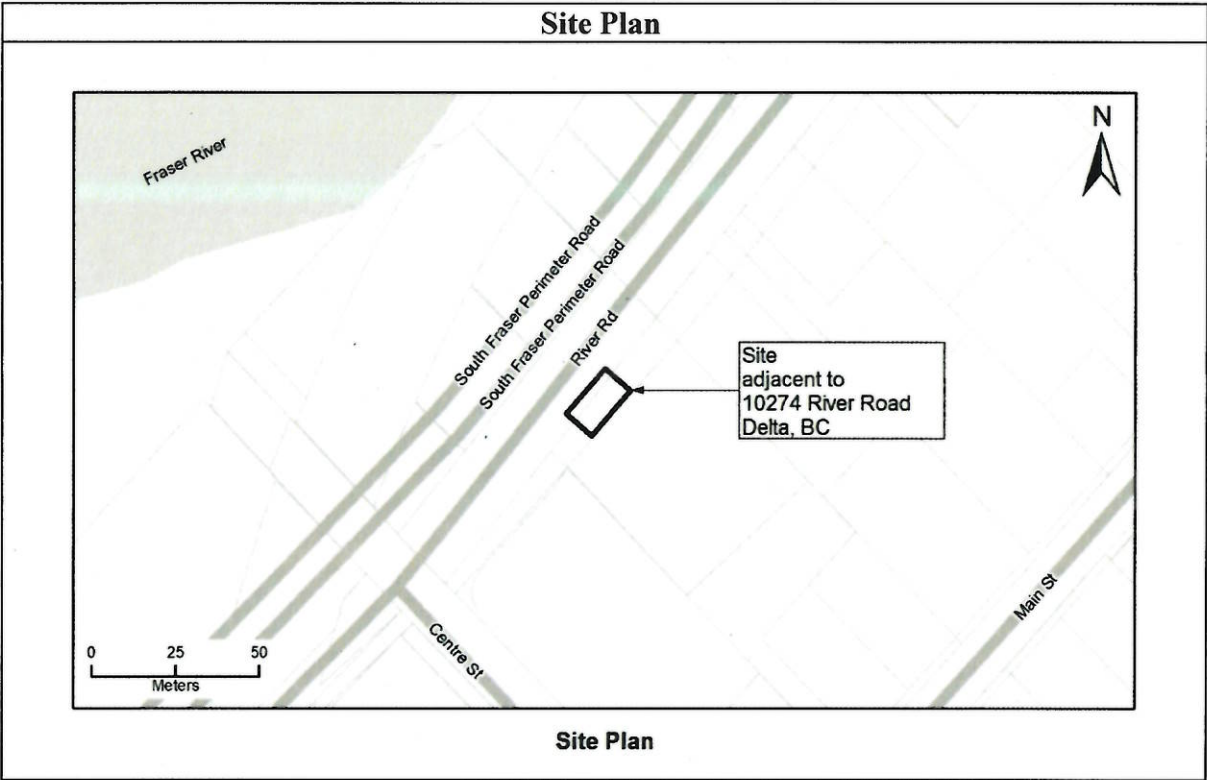 Site Plan
Fraser River
N
South Fraser Perimeter Road
South Fraser Perimeter Road
River Rd
Site
adjacent to
10274 River Road
Delta, BC
Main St
Centre St
0 25 50
Meters
Site Plan